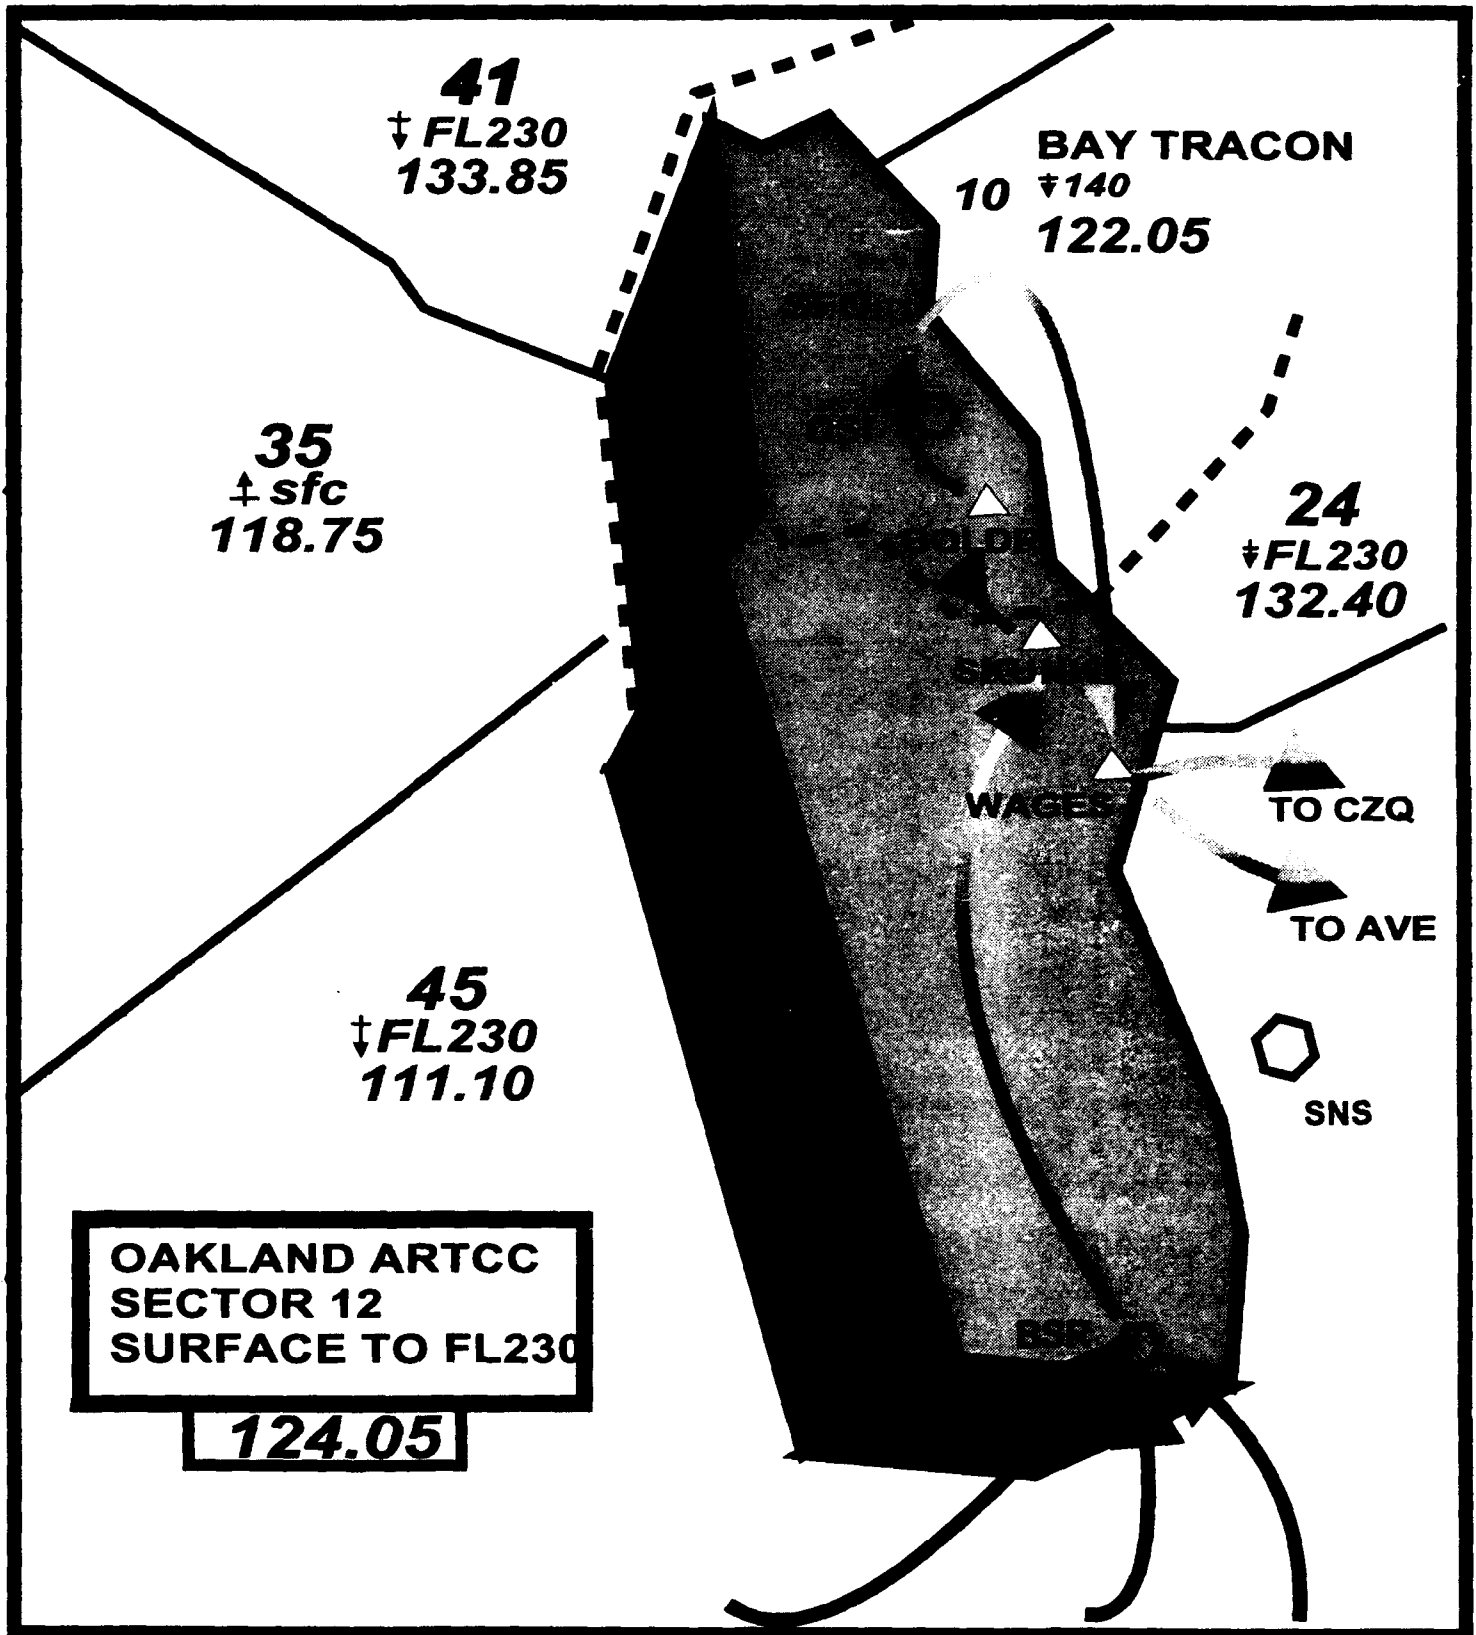 41
FL230
133.85
BAY TRACON
10
140
122.05
35
sfc
118.75
24
FL230
132.40
WAGES
TO CZQ
TO AVE
45
FL230
111.10
SNS
OAKLAND ARTCC
SECTOR 12
SURFACE TO FL230
124.05
BSR